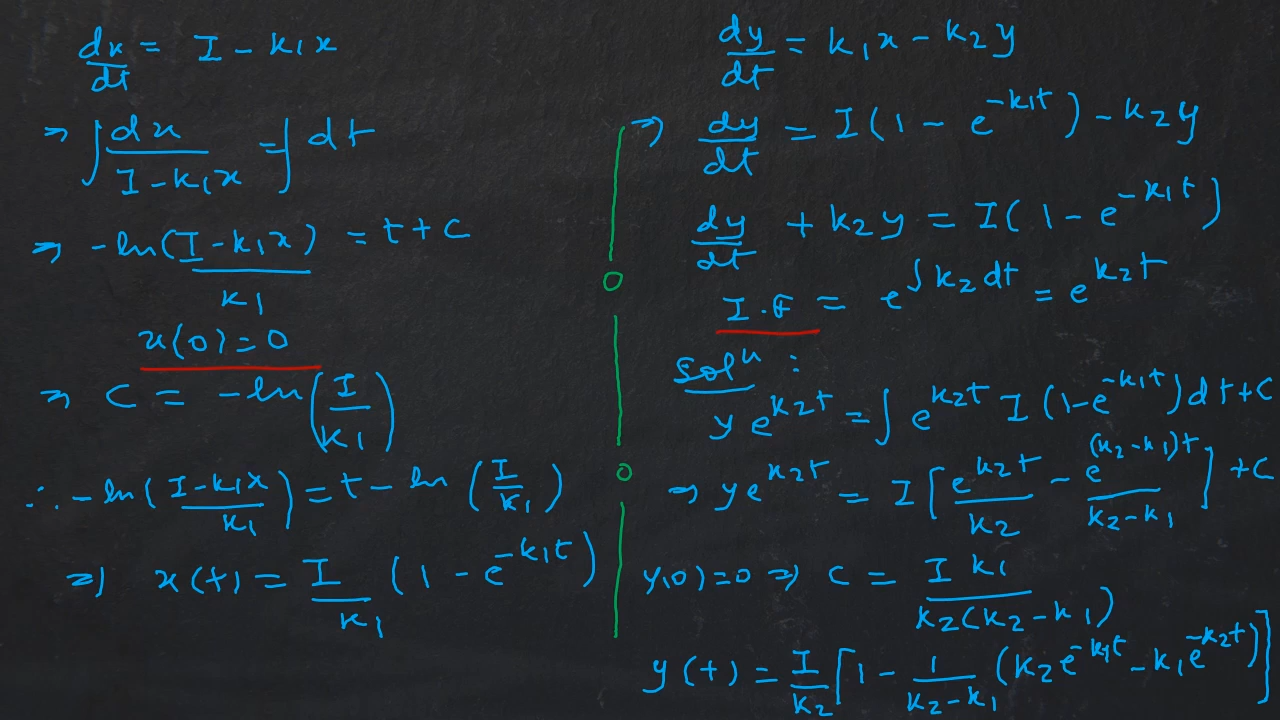 dx/dt = I - k₁x
⇒ ∫ dx/(I - k₁x) = ∫ dt
⇒ -ln(I - k₁x)/k₁ = t + c
x(0) = 0
⇒ C = -ln(I/k₁)
∴ -ln((I - k₁x)/k₁) = t - ln(I/k₁)
⇒ x(t) = I/k₁ (1 - e^(-k₁t))
dy/dt = k₁x - k₂y
⇒ dy/dt = I(1 - e^(-k₁t)) - k₂y
dy/dt + k₂y = I(1 - e^(-k₁t))
I.F = e^(∫k₂dt) = e^(k₂t)
Solⁿ :
y e^(k₂t) = ∫ e^(k₂t) I (1 - e^(-k₁t)) dt + C
⇒ y e^(k₂t) = I [e^(k₂t)/k₂ - e^((k₂-k₁)t)/(k₂-k₁)] + C
y(0) = 0 ⇒ C = I k₁/(k₂(k₂-k₁))
y(t) = I/k₂ [1 - 1/(k₂-k₁) (k₂e^(-k₁t) - k₁e^(-k₂t))]